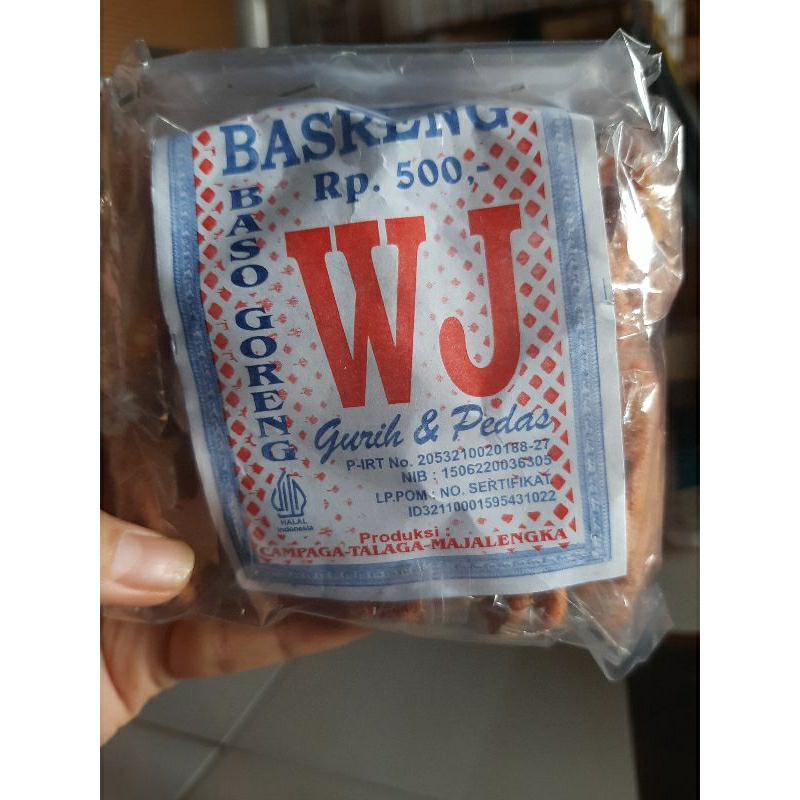 BASRENG
Rp. 500,-
BASO GORENG
WJ
Gurih & Pedas
P-IRT No. 2053210020188-27
NIB : 1506220036305
LP.POM : NO. SERTIFIKAT
ID32110001595431022
HALAL
Indonesia
Produksi :
CAMPAGA-TALAGA-MAJALENGKA